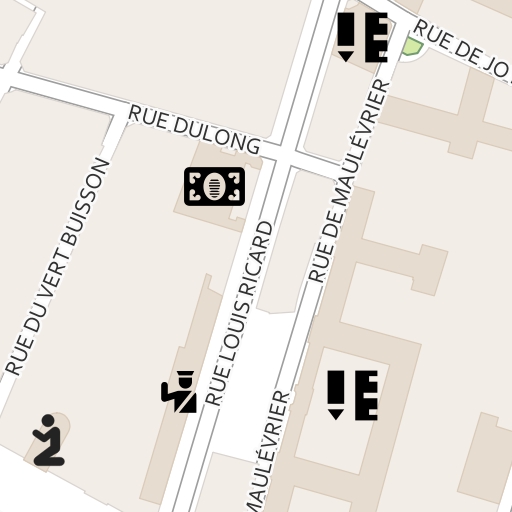 RUE DE JO
RUE DULONG
RUE DE MAULÉVRIER
RUE DU VERT BUISSON
RUE LOUIS RICARD
MAULÉVRIER